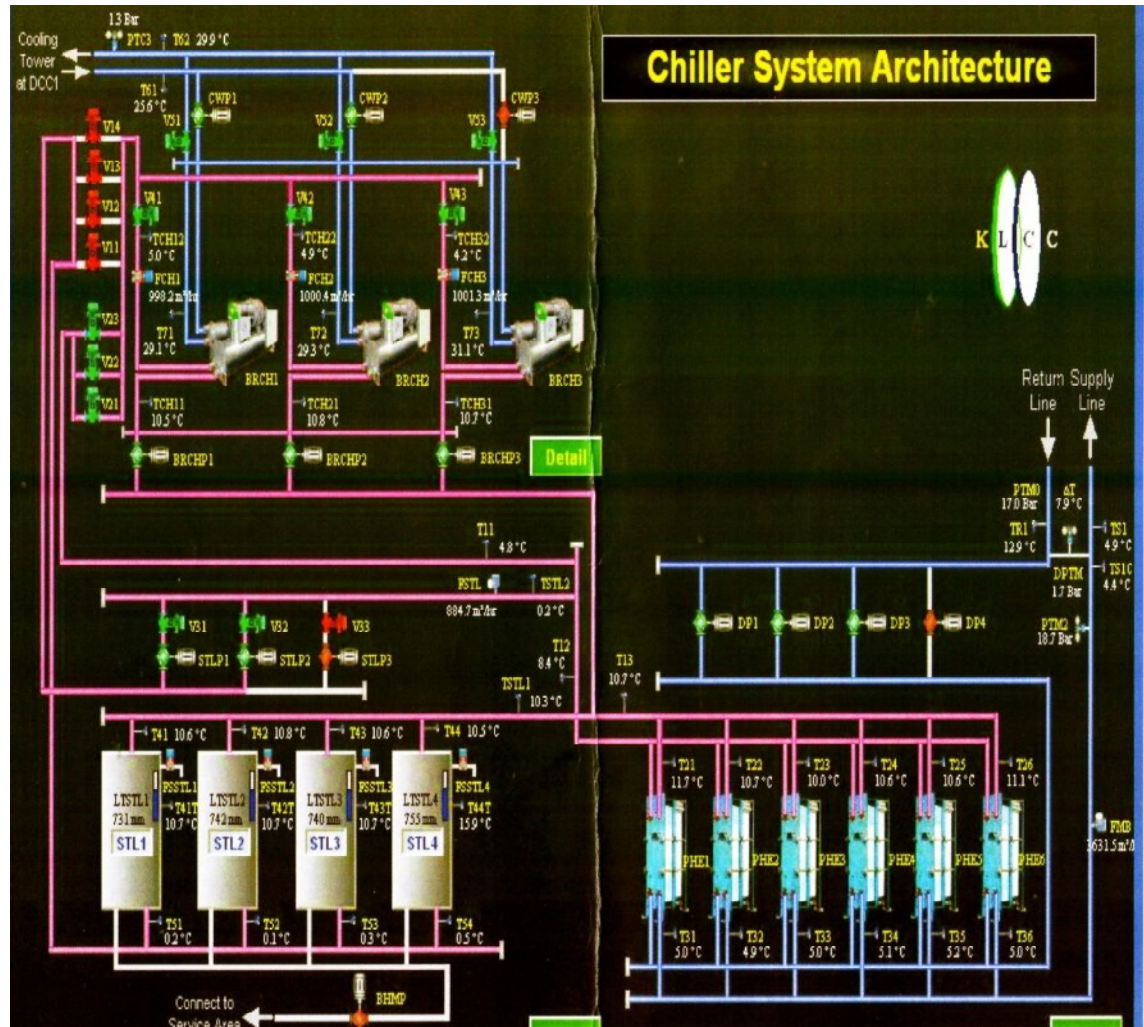 Chiller System Architecture
13 Bar
PTC3
T62 29.9 °C
Cooling
Tower
at DCC1
T61
25.6 °C
CWP1
CWP2
CWP3
V51
V52
V53
V14
V13
V12
V11
V23
V22
V21
V41
V42
V43
TCH12
5.0 °C
TCH22
4.9 °C
TCH32
4.2 °C
FCH1
998.2 m³/hr
FCH2
1000.4 m³/hr
FCH3
1001.3 m³/hr
T71
29.1 °C
T72
29.3 °C
T73
31.1 °C
BRCH1
BRCH2
BRCH3
TCH11
10.5 °C
TCH21
10.8 °C
TCH31
10.7 °C
BRCHP1
BRCHP2
BRCHP3
Detail
K L C C
Return Supply
Line Line
PTM0
17.0 Bar
ΔT
7.9 °C
TR1
12.9 °C
TS1
4.9 °C
DPTM
1.7 Bar
TS1C
4.4 °C
PTM2
18.7 Bar
DP1
DP2
DP3
DP4
T11
4.8 °C
FSTL
884.7 m³/hr
TSTL2
0.2 °C
V31
V32
V33
STLP1
STLP2
STLP3
T12
8.4 °C
TSTL1
10.3 °C
T13
10.7 °C
T41 10.6 °C
T42 10.8 °C
T43 10.6 °C
T44 10.5 °C
FSSTL1
FSSTL2
FSSTL3
FSSTL4
LTSTL1
731 mm
STL1
T41T
10.7 °C
LTSTL2
742 mm
STL2
T42T
10.7 °C
LTSTL3
740 mm
STL3
T43T
10.7 °C
LTSTL4
755 mm
STL4
T44T
15.9 °C
T51
0.2 °C
T52
0.1 °C
T53
0.3 °C
T54
0.5 °C
BHMP
Connect to
Service Area
T21
11.7 °C
T22
10.7 °C
T23
10.0 °C
T24
10.6 °C
T25
10.6 °C
T26
11.1 °C
PHE1
PHE2
PHE3
PHE4
PHE5
PHE6
FMB
3631.5 m³/
T31
5.0 °C
T32
4.9 °C
T33
5.0 °C
T34
5.1 °C
T35
5.2 °C
T36
5.0 °C